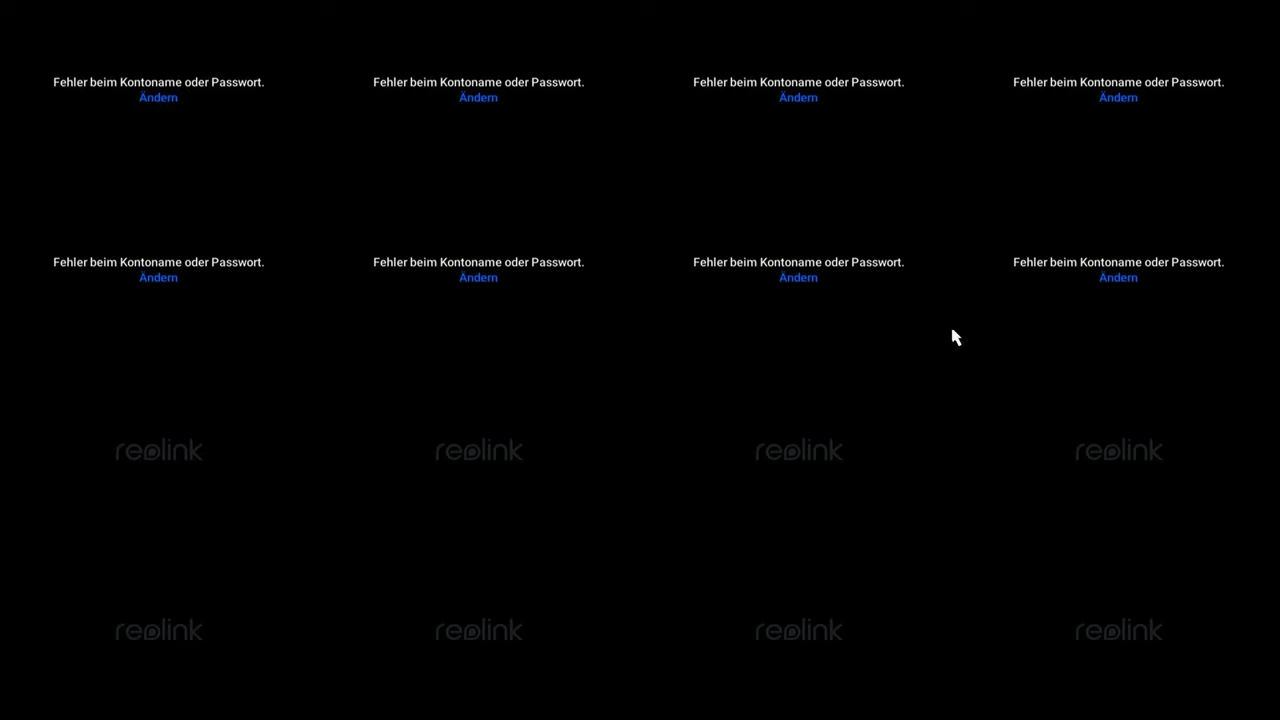 Fehler beim Kontoname oder Passwort. Fehler beim Kontoname oder Passwort. Fehler beim Kontoname oder Passwort. Fehler beim Kontoname oder Passwort.
Ändern Ändern Ändern Ändern
Fehler beim Kontoname oder Passwort. Fehler beim Kontoname oder Passwort. Fehler beim Kontoname oder Passwort. Fehler beim Kontoname oder Passwort.
Ändern Ändern Ändern Ändern
reolink reolink reolink reolink
reolink reolink reolink reolink